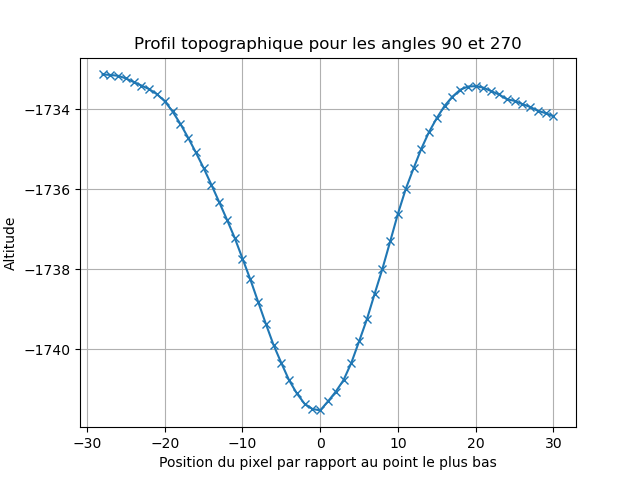 Profil topographique pour les angles 90 et 270
−1734
−1736
−1738
−1740
Altitude
−30 −20 −10 0 10 20 30
Position du pixel par rapport au point le plus bas